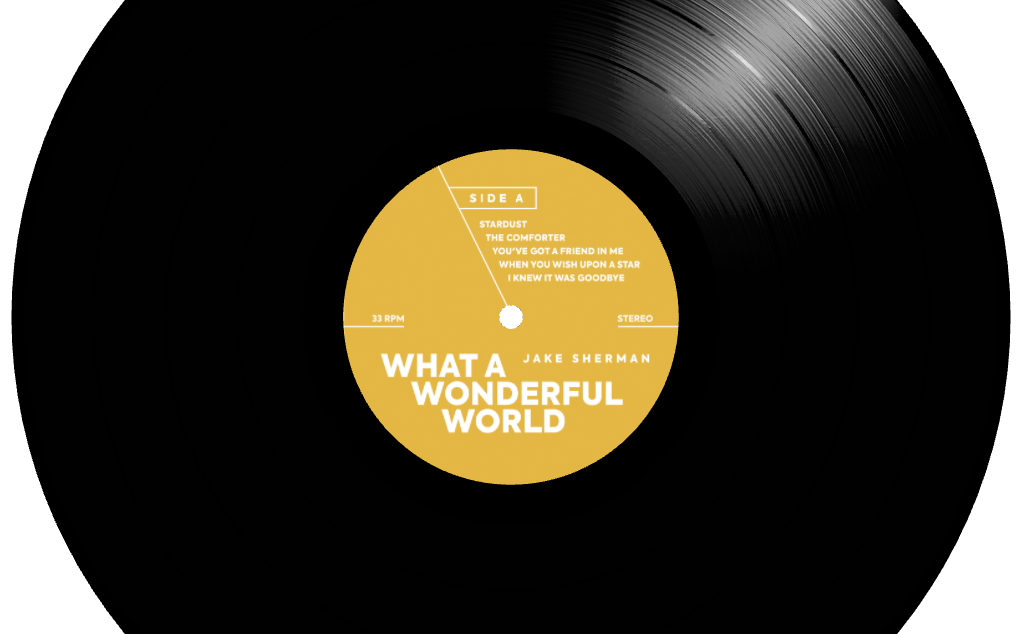 SIDE A
STARDUST
THE COMFORTER
YOU'VE GOT A FRIEND IN ME
WHEN YOU WISH UPON A STAR
I KNEW IT WAS GOODBYE
33 RPM
STEREO
JAKE SHERMAN
WHAT A
WONDERFUL
WORLD